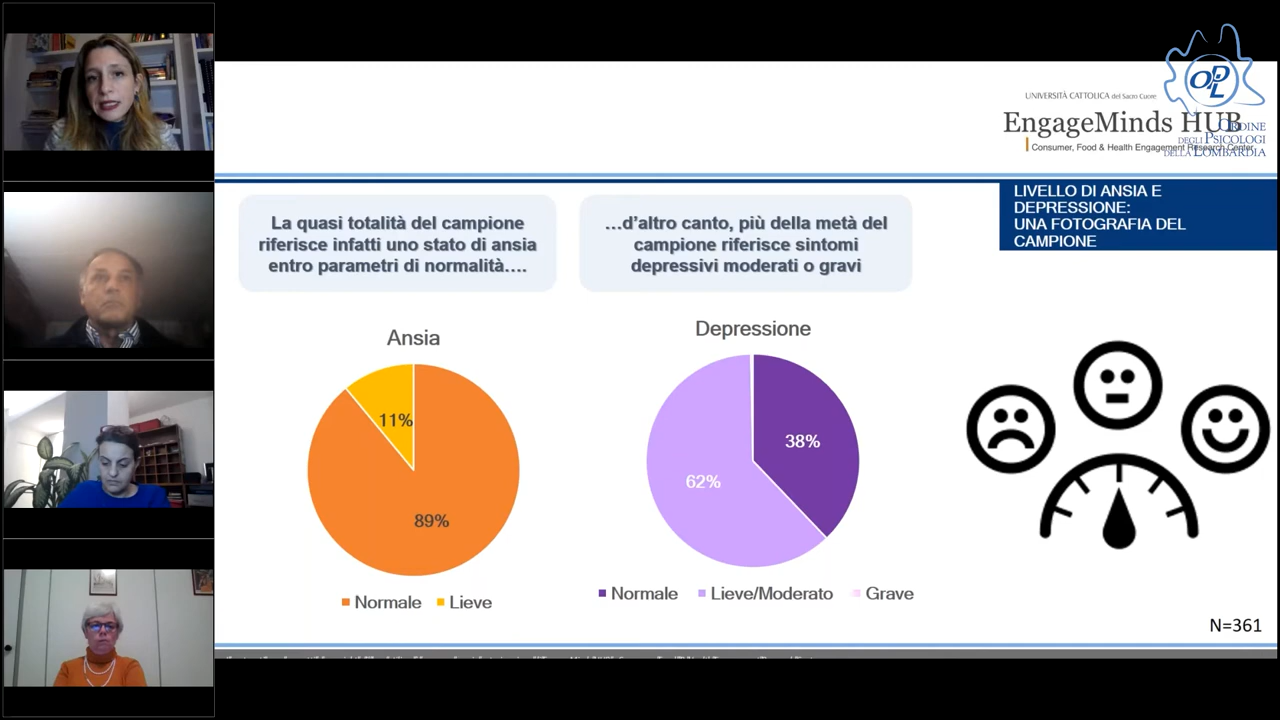 UNIVERSITÀ CATTOLICA del Sacro Cuore
EngageMinds HUB
Consumer, Food & Health Engagement Research Center
OPL
ORDINE
DEGLI PSICOLOGI
DELLA LOMBARDIA
LIVELLO DI ANSIA E
DEPRESSIONE:
UNA FOTOGRAFIA DEL
CAMPIONE
La quasi totalità del campione
riferisce infatti uno stato di ansia
entro parametri di normalità….
…d'altro canto, più della metà del
campione riferisce sintomi
depressivi moderati o gravi
Ansia
11%
89%
Normale Lieve
Depressione
38%
62%
Normale Lieve/Moderato Grave
N=361